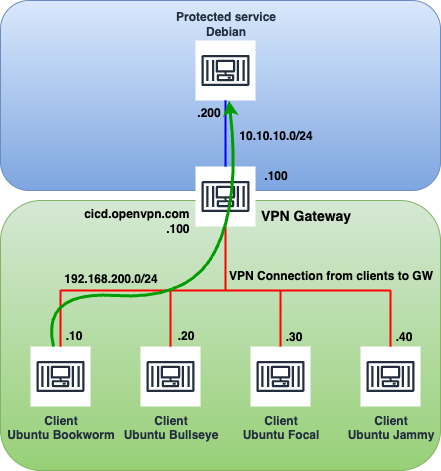 Protected service
Debian
.200
10.10.10.0/24
.100
cicd.openvpn.com
VPN Gateway
.100
192.168.200.0/24
VPN Connection from clients to GW
.10
.20
.30
.40
Client
Ubuntu Bookworm
Client
Ubuntu Bullseye
Client
Ubuntu Focal
Client
Ubuntu Jammy